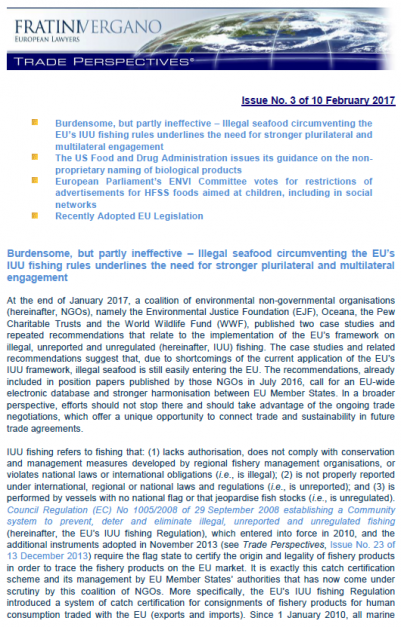 FRATINIVERGANO
EUROPEAN LAWYERS
TRADE PERSPECTIVES®
Issue No. 3 of 10 February 2017
Burdensome, but partly ineffective – Illegal seafood circumventing the
EU's IUU fishing rules underlines the need for stronger plurilateral and
multilateral engagement
The US Food and Drug Administration issues its guidance on the non-
proprietary naming of biological products
European Parliament's ENVI Committee votes for restrictions of
advertisements for HFSS foods aimed at children, including in social
networks
Recently Adopted EU Legislation
Burdensome, but partly ineffective – Illegal seafood circumventing the EU's
IUU fishing rules underlines the need for stronger plurilateral and multilateral
engagement
At the end of January 2017, a coalition of environmental non-governmental organisations
(hereinafter, NGOs), namely the Environmental Justice Foundation (EJF), Oceana, the Pew
Charitable Trusts and the World Wildlife Fund (WWF), published two case studies and
repeated recommendations that relate to the implementation of the EU's framework on
illegal, unreported and unregulated (hereinafter, IUU) fishing. The case studies and related
recommendations suggest that, due to shortcomings of the current application of the EU's
IUU framework, illegal seafood is still easily entering the EU. The recommendations, already
included in position papers published by those NGOs in July 2016, call for an EU-wide
electronic database and stronger harmonisation between EU Member States. In a broader
perspective, efforts should not stop there and should take advantage of the ongoing trade
negotiations, which offer a unique opportunity to connect trade and sustainability in future
trade agreements.
IUU fishing refers to fishing that: (1) lacks authorisation, does not comply with conservation
and management measures developed by regional fishery management organisations, or
violates national laws or international obligations (i.e., is illegal); (2) is not properly reported
under international, regional or national laws and regulations (i.e., is unreported); and (3) is
performed by vessels with no national flag or that jeopardise fish stocks (i.e., is unregulated).
Council Regulation (EC) No 1005/2008 of 29 September 2008 establishing a Community
system to prevent, deter and eliminate illegal, unreported and unregulated fishing
(hereinafter, the EU's IUU fishing Regulation), which entered into force in 2010, and the
additional instruments adopted in November 2013 (see Trade Perspectives, Issue No. 23 of
13 December 2013) require the flag state to certify the origin and legality of fishery products
in order to trace the fishery products on the EU market. It is exactly this catch certification
scheme and its management by EU Member States' authorities that has now come under
scrutiny by this coalition of NGOs. More specifically, the EU's IUU fishing Regulation
introduced a system of catch certification for consignments of fishery products for human
consumption traded with the EU (exports and imports). Since 1 January 2010, all marine